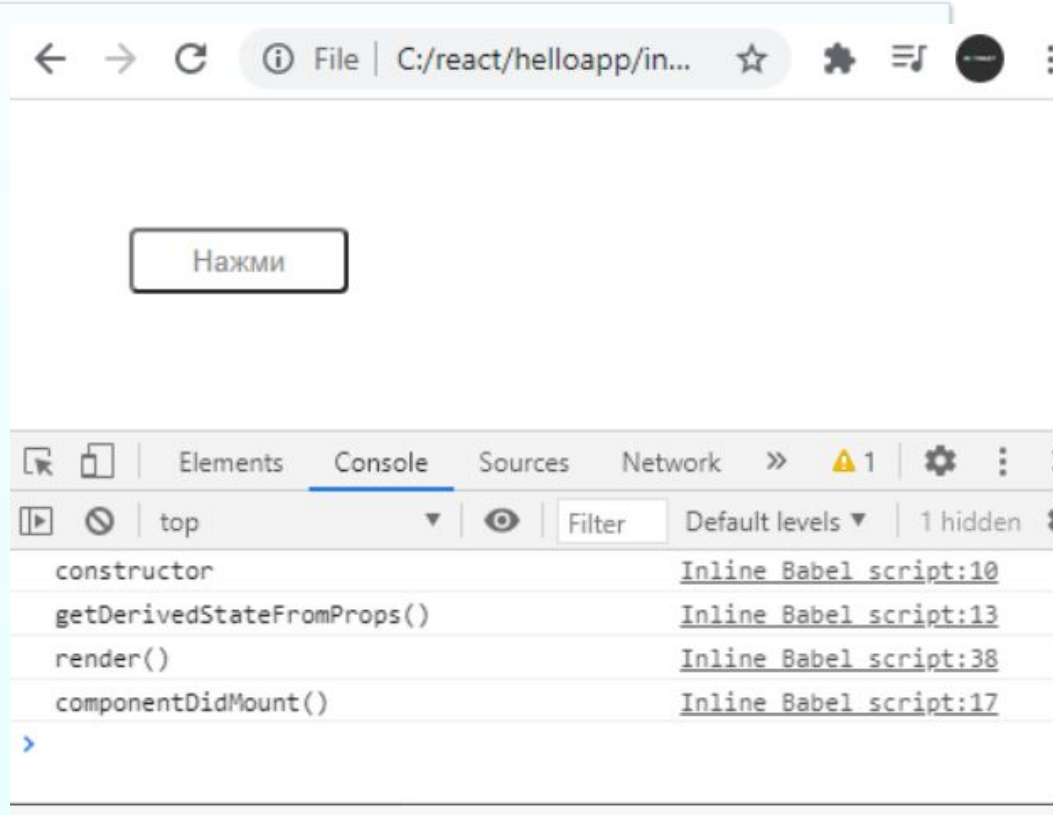 File C:/react/helloapp/in...
Нажми
Elements Console Sources Network » 1
top Filter Default levels ▼ 1 hidden
constructor Inline Babel script:10
getDerivedStateFromProps() Inline Babel script:13
render() Inline Babel script:38
componentDidMount() Inline Babel script:17
>